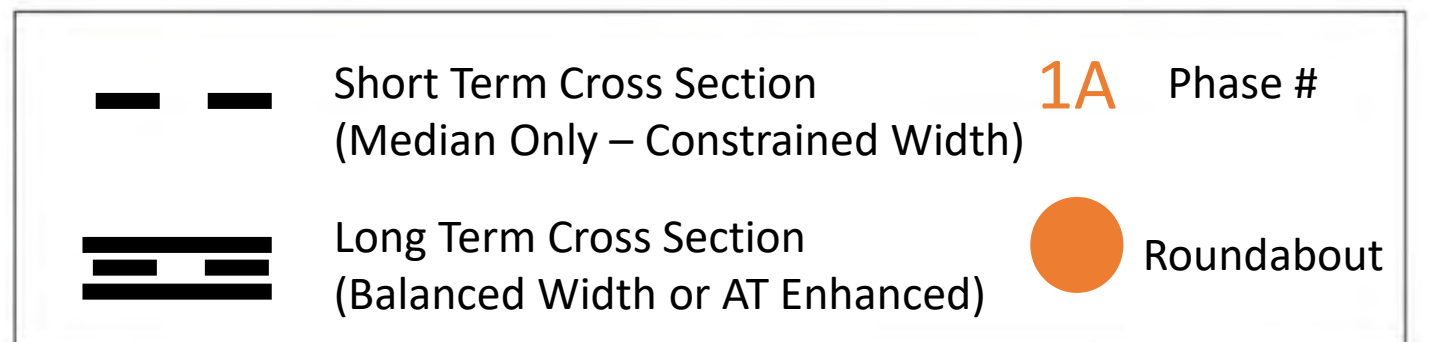 Short Term Cross Section
(Median Only – Constrained Width)
1A Phase #
Long Term Cross Section
(Balanced Width or AT Enhanced)
Roundabout